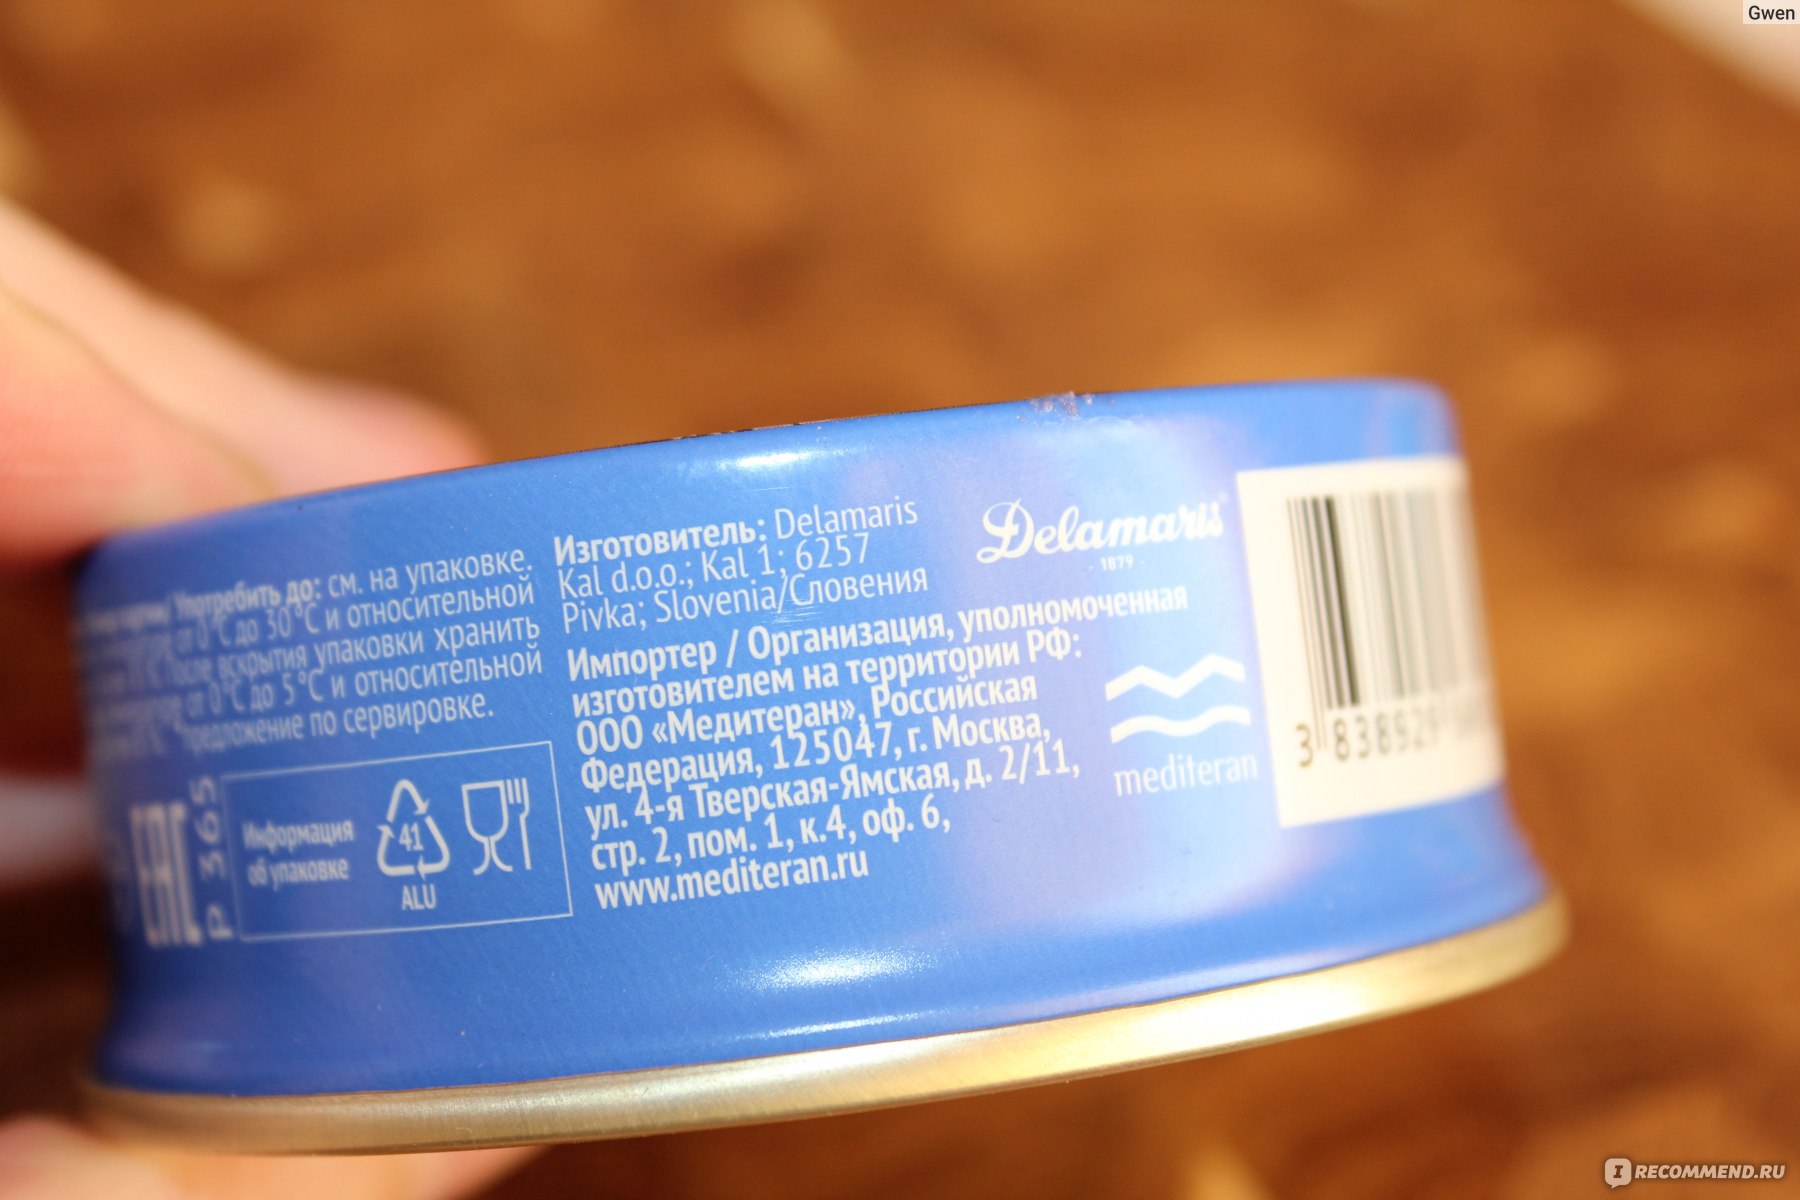 Gwen
Употребить до: см. на упаковке.
от 0°С до 30°С и относительной
После вскрытия упаковки хранить
от 0°С до 5°С и относительной
предложение по сервировке.
EAC
P 365
Информация
об упаковке
41
ALU
Изготовитель: Delamaris
Kal d.o.o.; Kal 1; 6257
Pivka; Slovenia/Словения
Импортер / Организация, уполномоченная
изготовителем на территории РФ:
ООО «Медитеран», Российская
Федерация, 125047, г. Москва,
ул. 4-я Тверская-Ямская, д. 2/11,
стр. 2, пом. 1, к.4, оф. 6,
www.mediteran.ru
Delamaris
- 1879 -
mediteran
3 838929
IRECOMMEND.RU